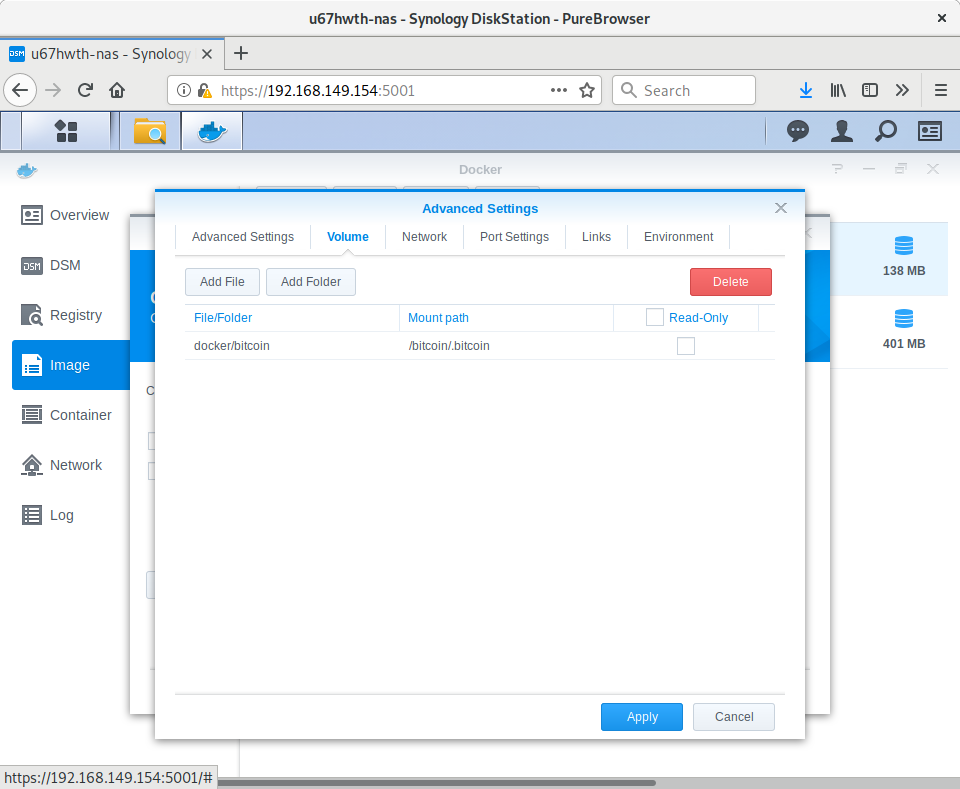 u67hwth-nas - Synology DiskStation - PureBrowser
DSM u67hwth-nas - Synology
https://192.168.149.154:5001
Search
Docker
Overview
DSM DSM
Registry
Image
Container
Network
Log
138 MB
401 MB
Advanced Settings
Advanced Settings Volume Network Port Settings Links Environment
Add File Add Folder Delete
File/Folder Mount path Read-Only
docker/bitcoin /bitcoin/.bitcoin
Apply Cancel
https://192.168.149.154:5001/#